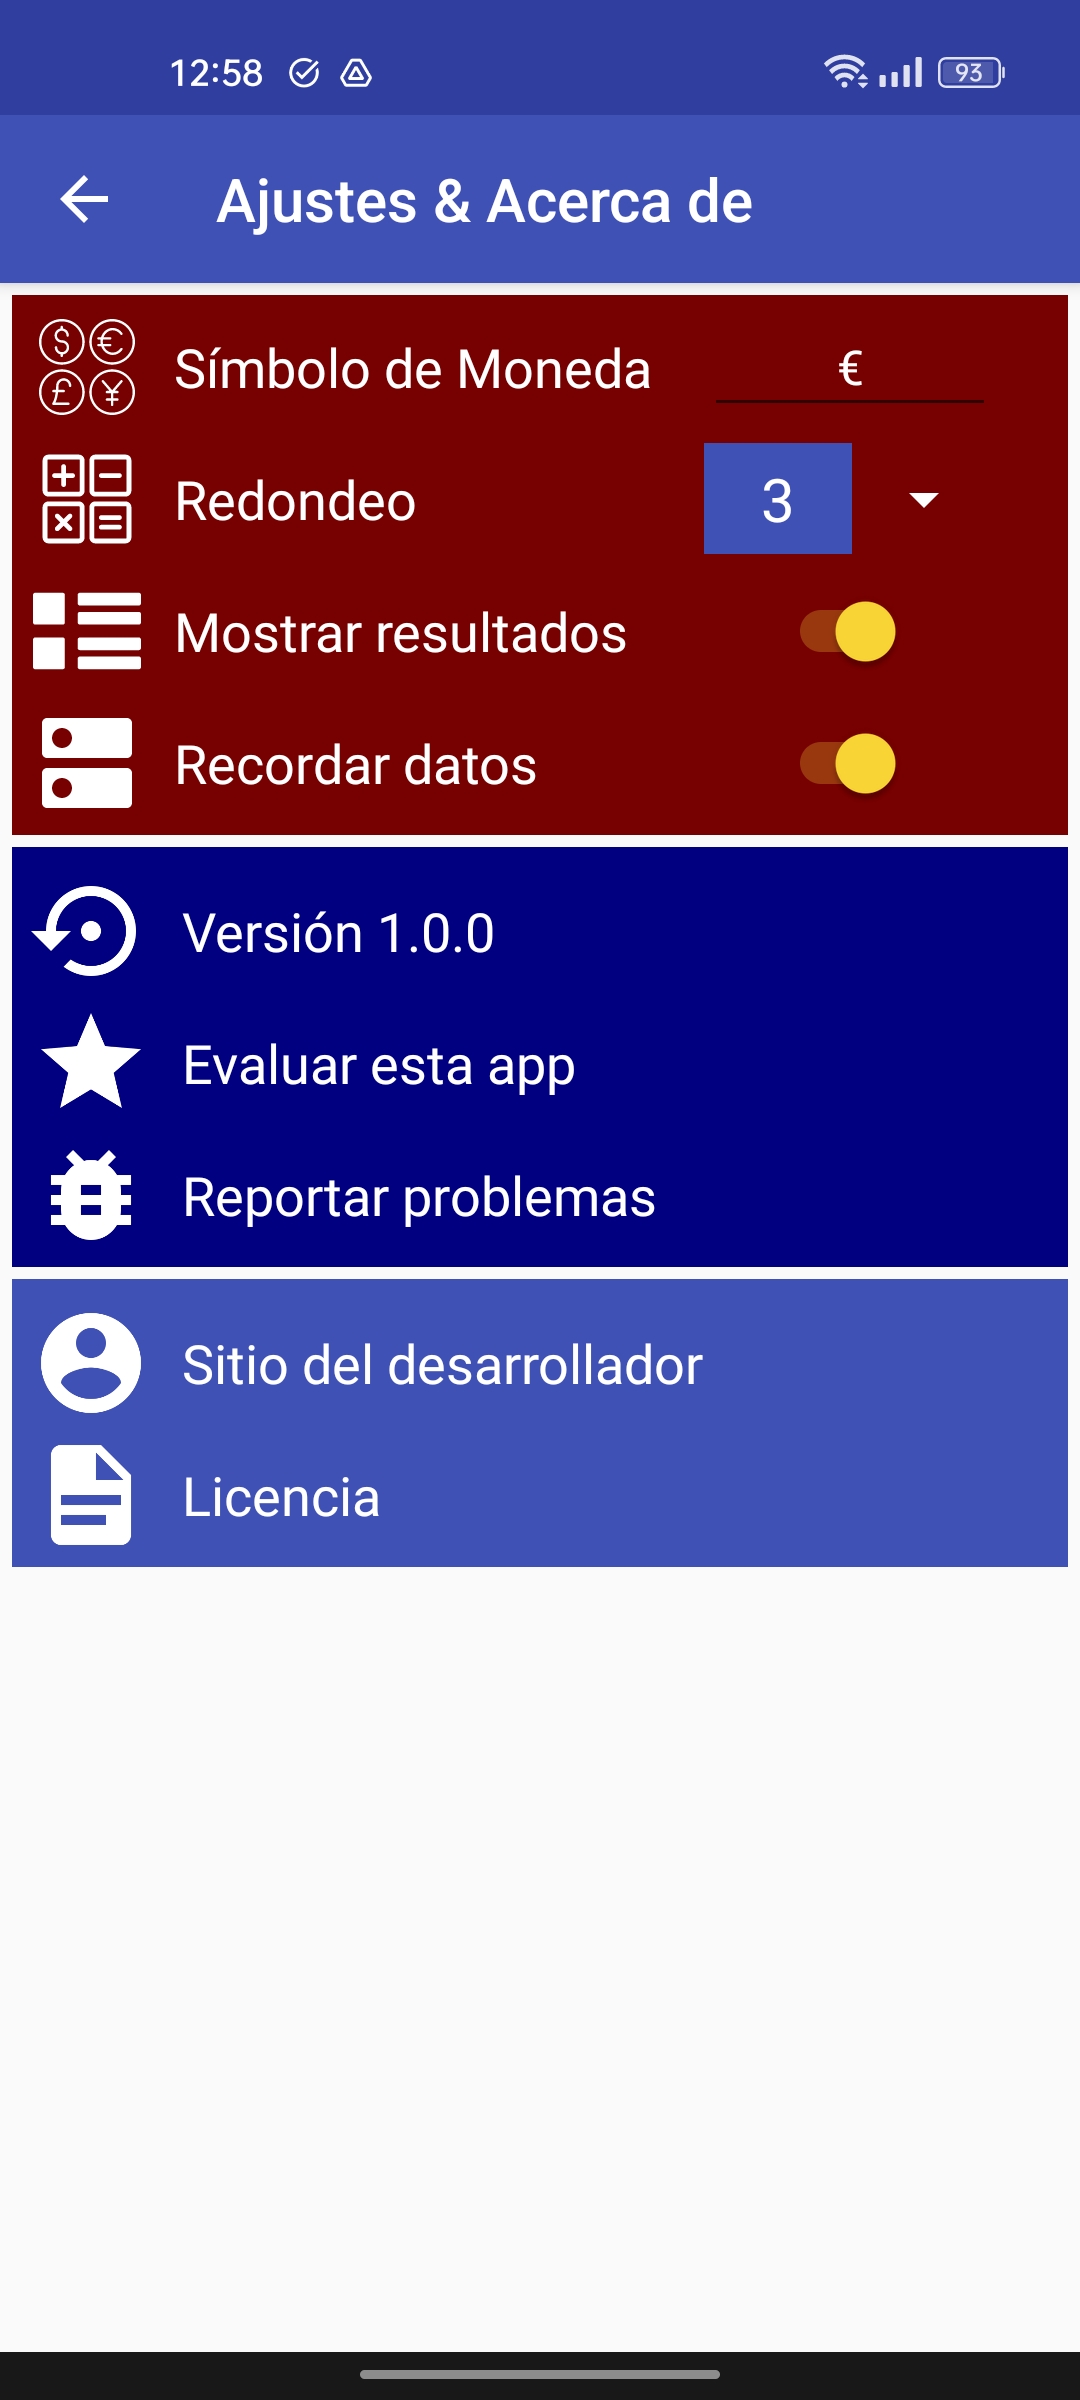 12:58
93
Ajustes & Acerca de
Símbolo de Moneda €
Redondeo 3
Mostrar resultados
Recordar datos
Versión 1.0.0
Evaluar esta app
Reportar problemas
Sitio del desarrollador
Licencia